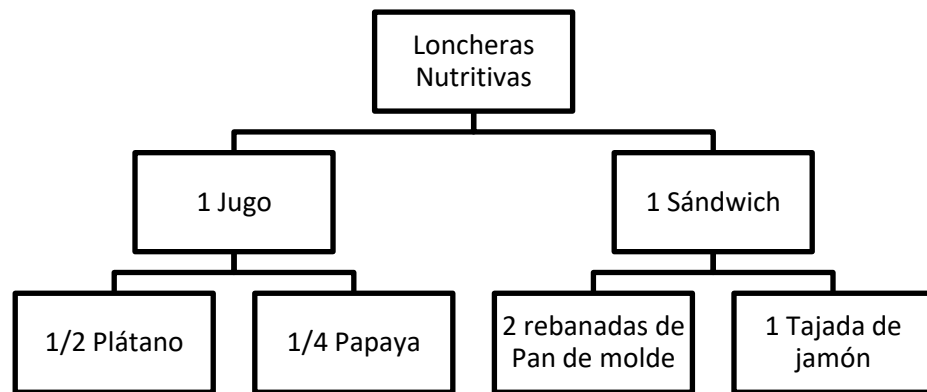 Loncheras
Nutritivas
1 Jugo
1 Sándwich
1/2 Plátano
1/4 Papaya
2 rebanadas de
Pan de molde
1 Tajada de
jamón